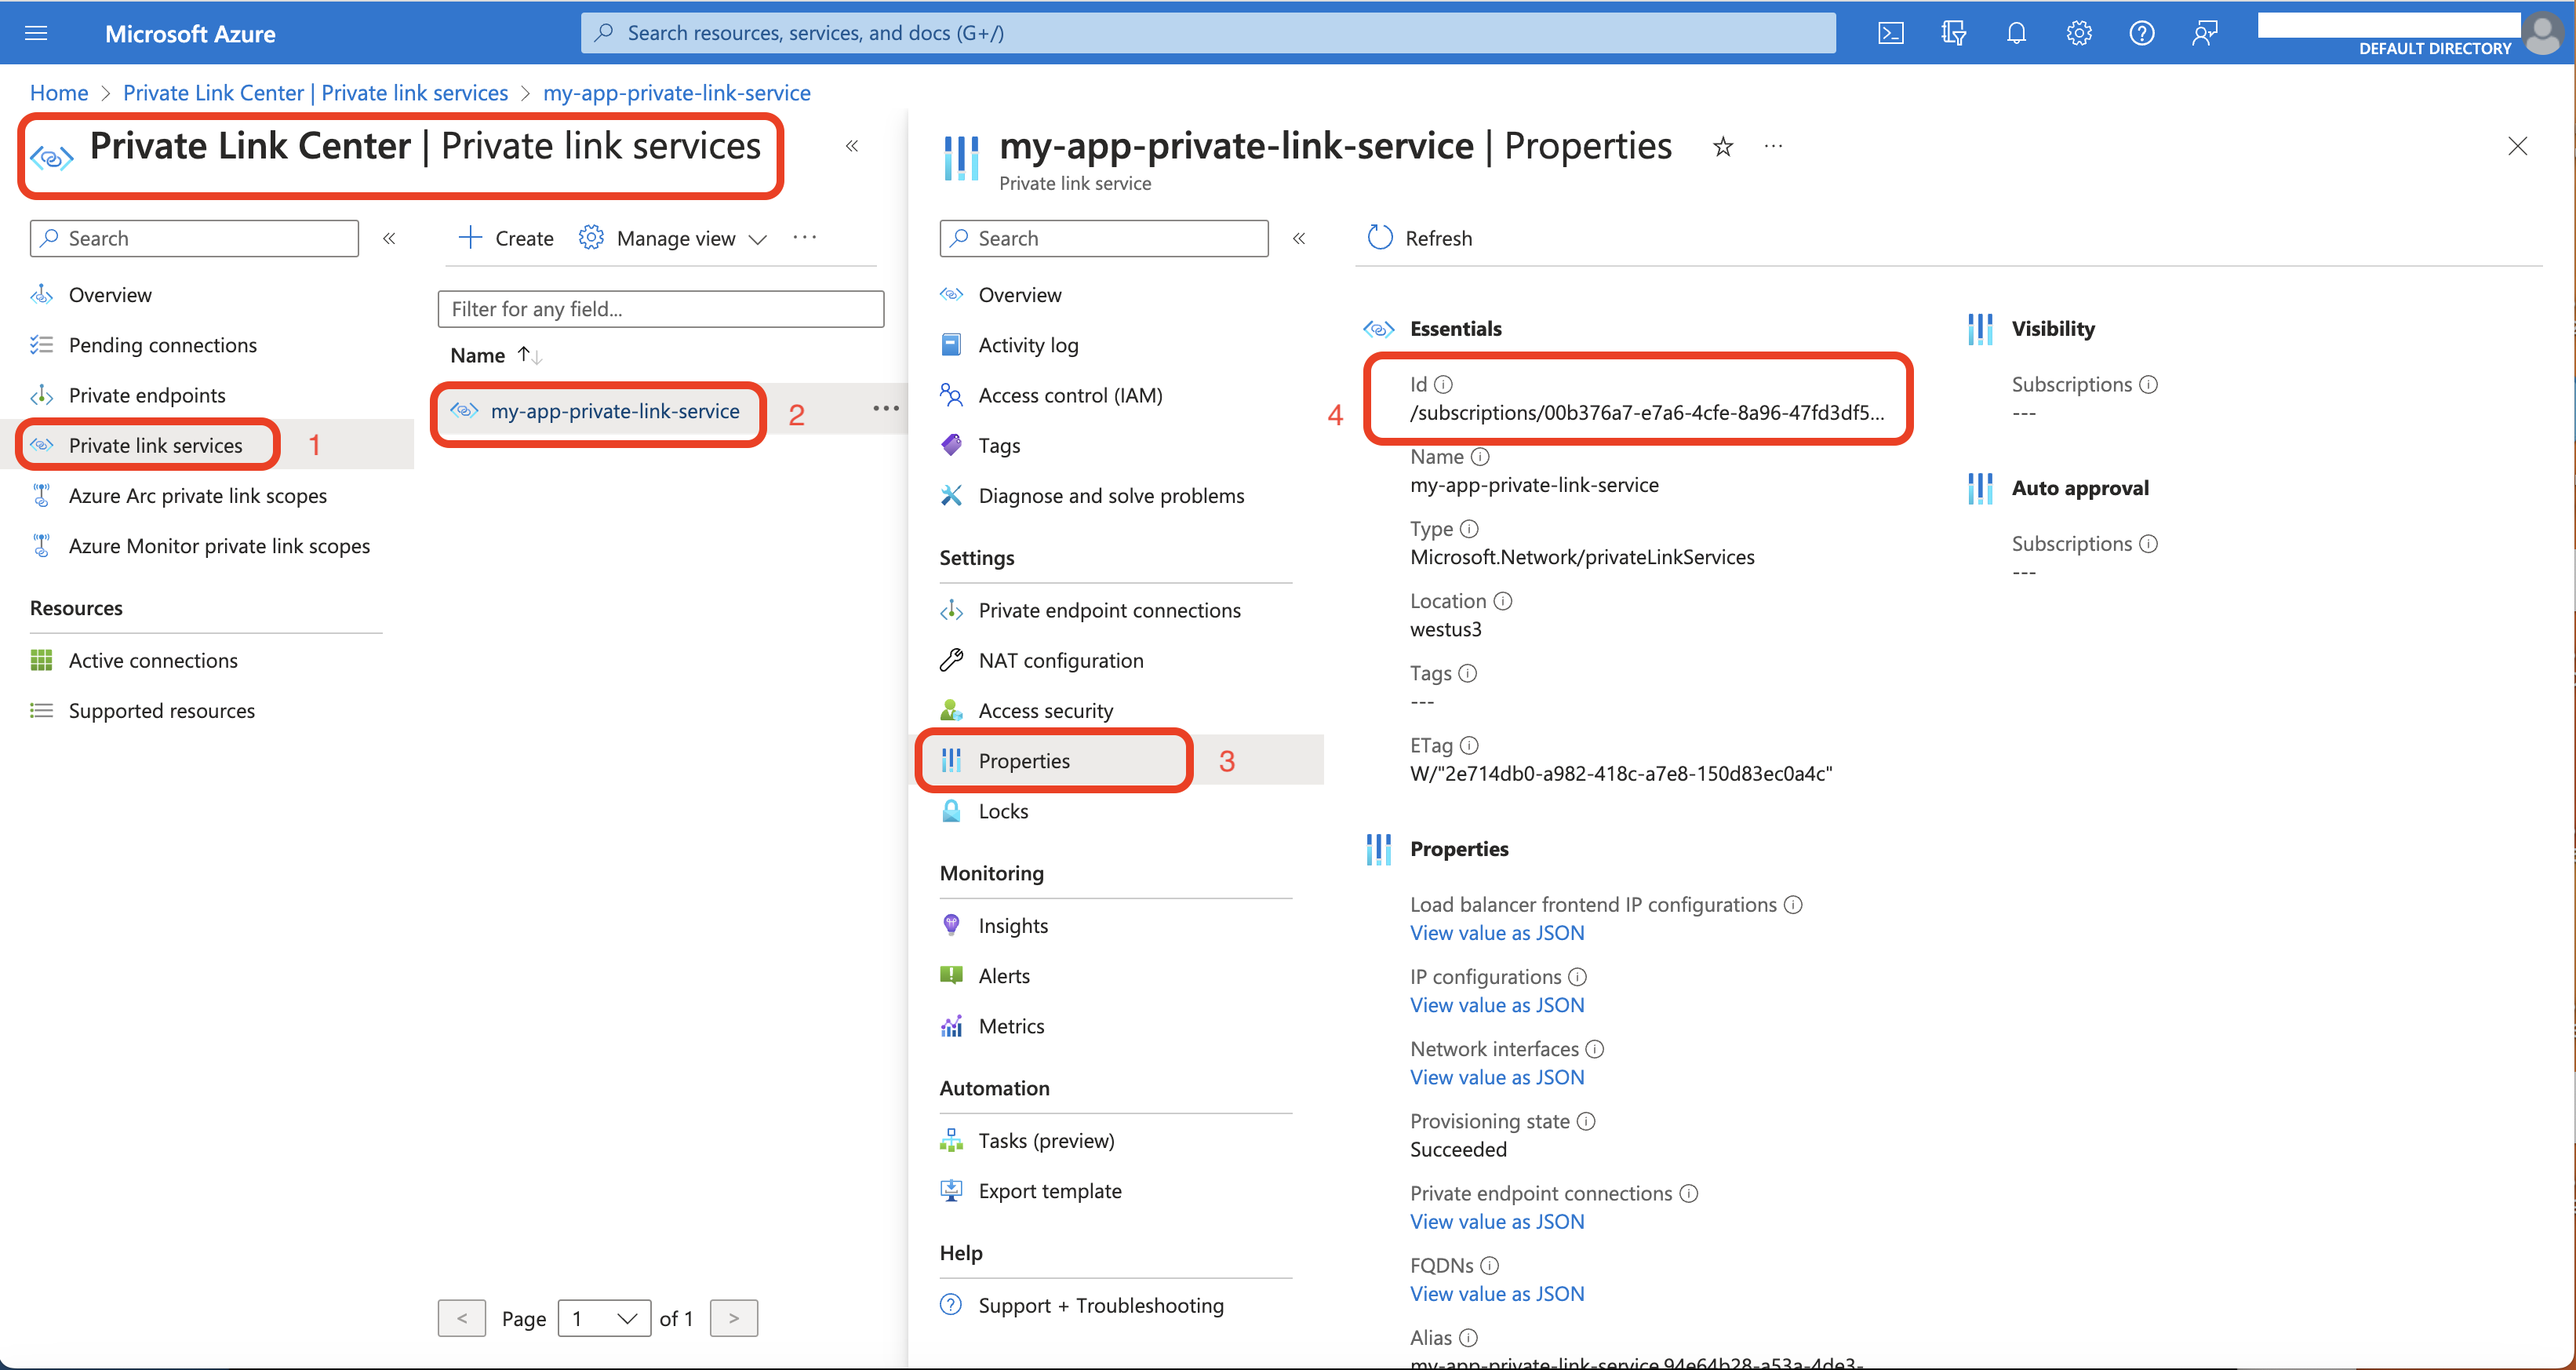 Microsoft Azure
Search resources, services, and docs (G+/)
DEFAULT DIRECTORY
Home > Private Link Center | Private link services > my-app-private-link-service
Private Link Center | Private link services
Search
Overview
Pending connections
Private endpoints
Private link services 1
Azure Arc private link scopes
Azure Monitor private link scopes
Resources
Active connections
Supported resources
Create Manage view ...
Filter for any field...
Name
my-app-private-link-service 2
< Page 1 of 1 >
my-app-private-link-service | Properties
Private link service
Search
Overview
Activity log
Access control (IAM)
Tags
Diagnose and solve problems
Settings
Private endpoint connections
NAT configuration
Access security
Properties 3
Locks
Monitoring
Insights
Alerts
Metrics
Automation
Tasks (preview)
Export template
Help
Support + Troubleshooting
Refresh
Essentials
4
Id
/subscriptions/00b376a7-e7a6-4cfe-8a96-47fd3df5...
Name
my-app-private-link-service
Type
Microsoft.Network/privateLinkServices
Location
westus3
Tags
---
ETag
W/"2e714db0-a982-418c-a7e8-150d83ec0a4c"
Properties
Load balancer frontend IP configurations
View value as JSON
IP configurations
View value as JSON
Network interfaces
View value as JSON
Provisioning state
Succeeded
Private endpoint connections
View value as JSON
FQDNs
View value as JSON
Alias
my-app-private-link-service.94e64b28-a53a-4de3-
Visibility
Subscriptions
---
Auto approval
Subscriptions
---